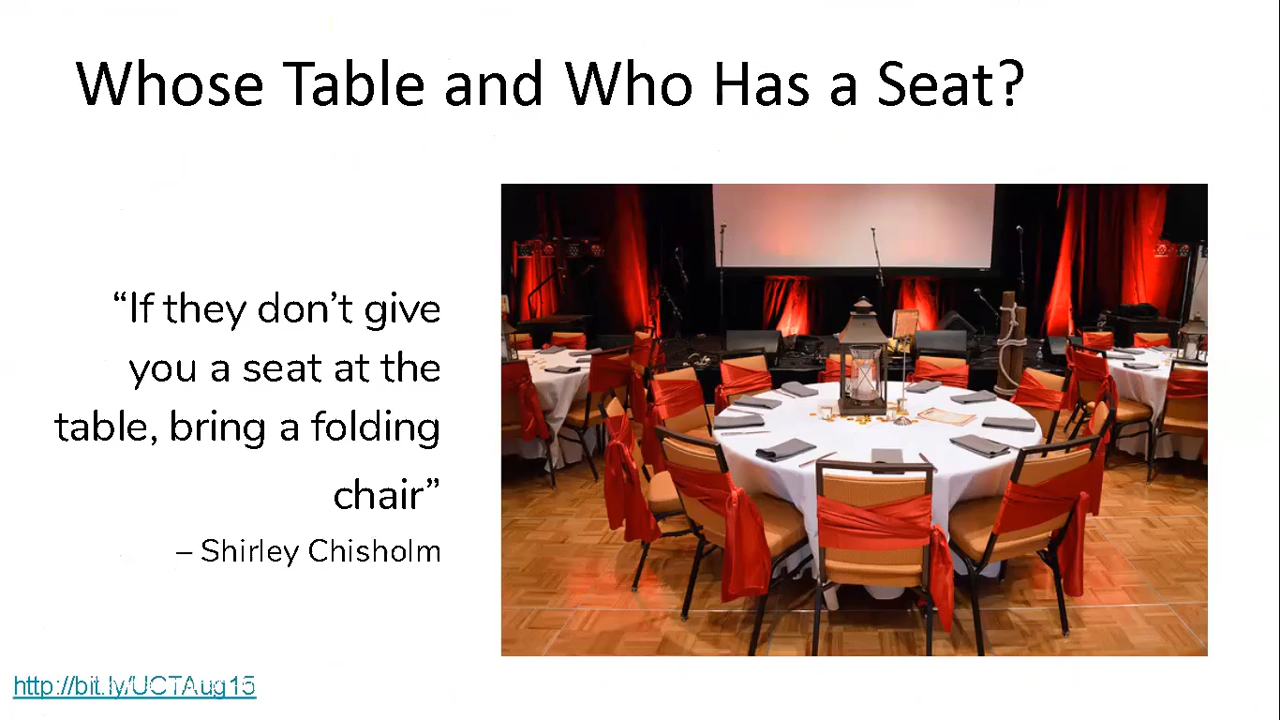 Whose Table and Who Has a Seat?
“If they don’t give
you a seat at the
table, bring a folding
chair”
– Shirley Chisholm
http://bit.ly/UCTAug15